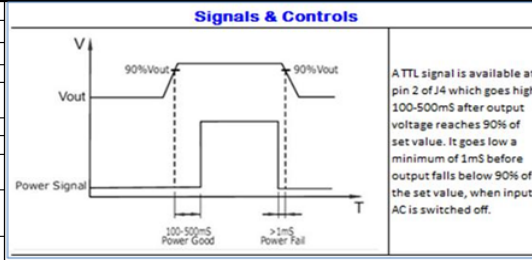 Signals & Controls
V
90%Vout
90%Vout
Vout
Power Signal
T
100-500mS
Power Good
>1mS
Power Fail
A TTL signal is available at
pin 2 of J4 which goes high
100-500mS after output
voltage reaches 90% of
set value. It goes low a
minimum of 1mS before
output falls below 90% of
the set value, when input
AC is switched off.